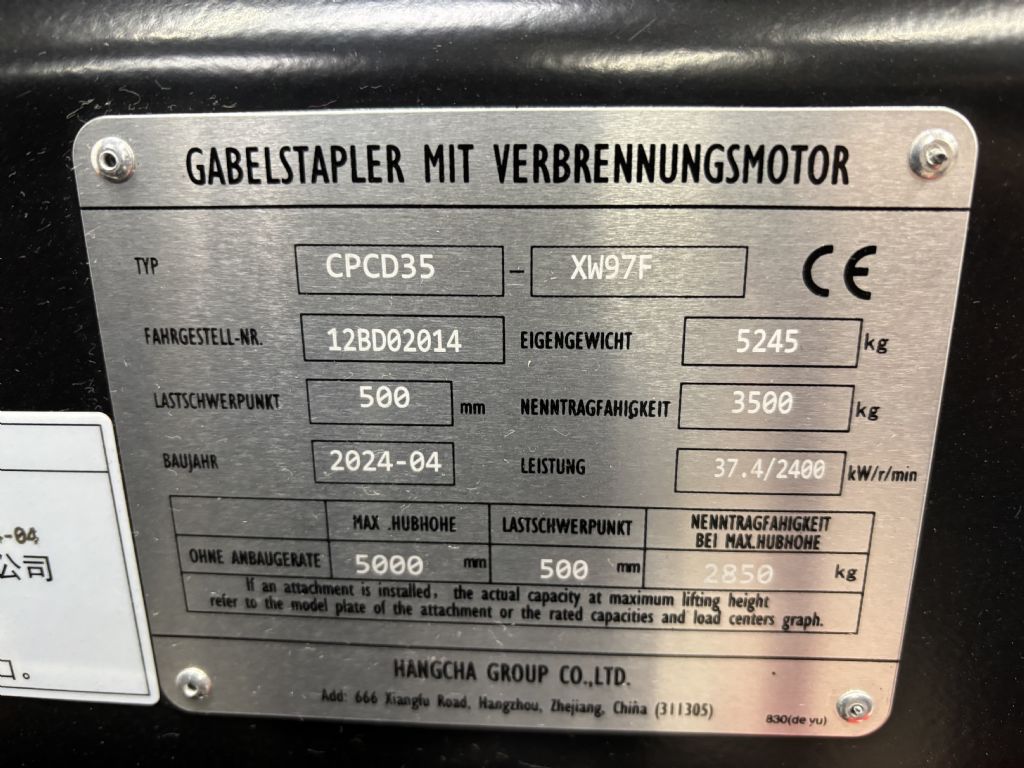 GABELSTAPLER MIT VERBRENNUNGSMOTOR
TYP CPCD35 – XW97F CE
FAHRGESTELL-NR. 12BD02014 EIGENGEWICHT 5245 kg
LASTSCHWERPUNKT 500 mm NENNTRAGFAHIGKEIT 3500 kg
BAUJAHR 2024-04 LEISTUNG 37.4/2400 kW/r/min
MAX .HUBHOHE LASTSCHWERPUNKT NENNTRAGFAHIGKEIT
BEI MAX.HUBHOHE
OHNE ANBAUGERATE 5000 mm 500 mm 2850 kg
If an attachment is installed, the actual capacity at maximum lifting height
refer to the model plate of the attachment or the rated capacities and load centers graph.
HANGCHA GROUP CO.,LTD.
Add: 666 Xiangfu Road, Hangzhou, Zhejiang, China (311305)
830(de yu)
-04
公司